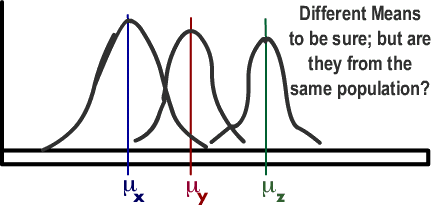 Different Means
to be sure; but are
they from the
same population?
μx μy μz